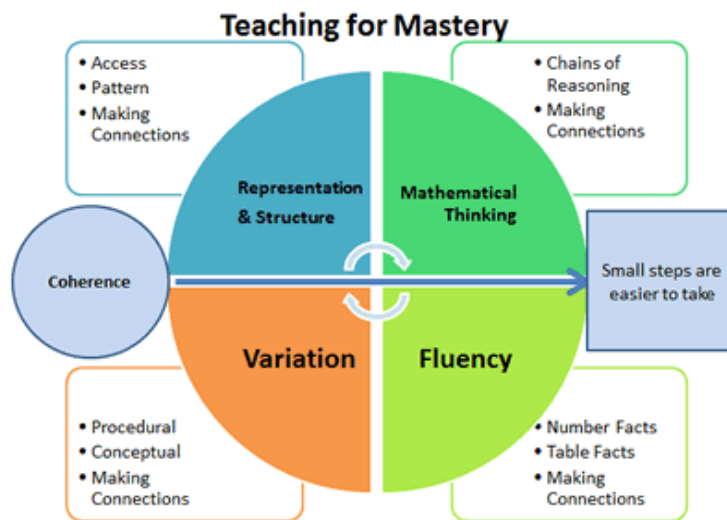 Teaching for Mastery
• Access
• Pattern
• Making
Connections
• Chains of
Reasoning
• Making
Connections
Representation
& Structure
Mathematical
Thinking
Coherence
Small steps are
easier to take
Variation
Fluency
• Procedural
• Conceptual
• Making
Connections
• Number Facts
• Table Facts
• Making
Connections